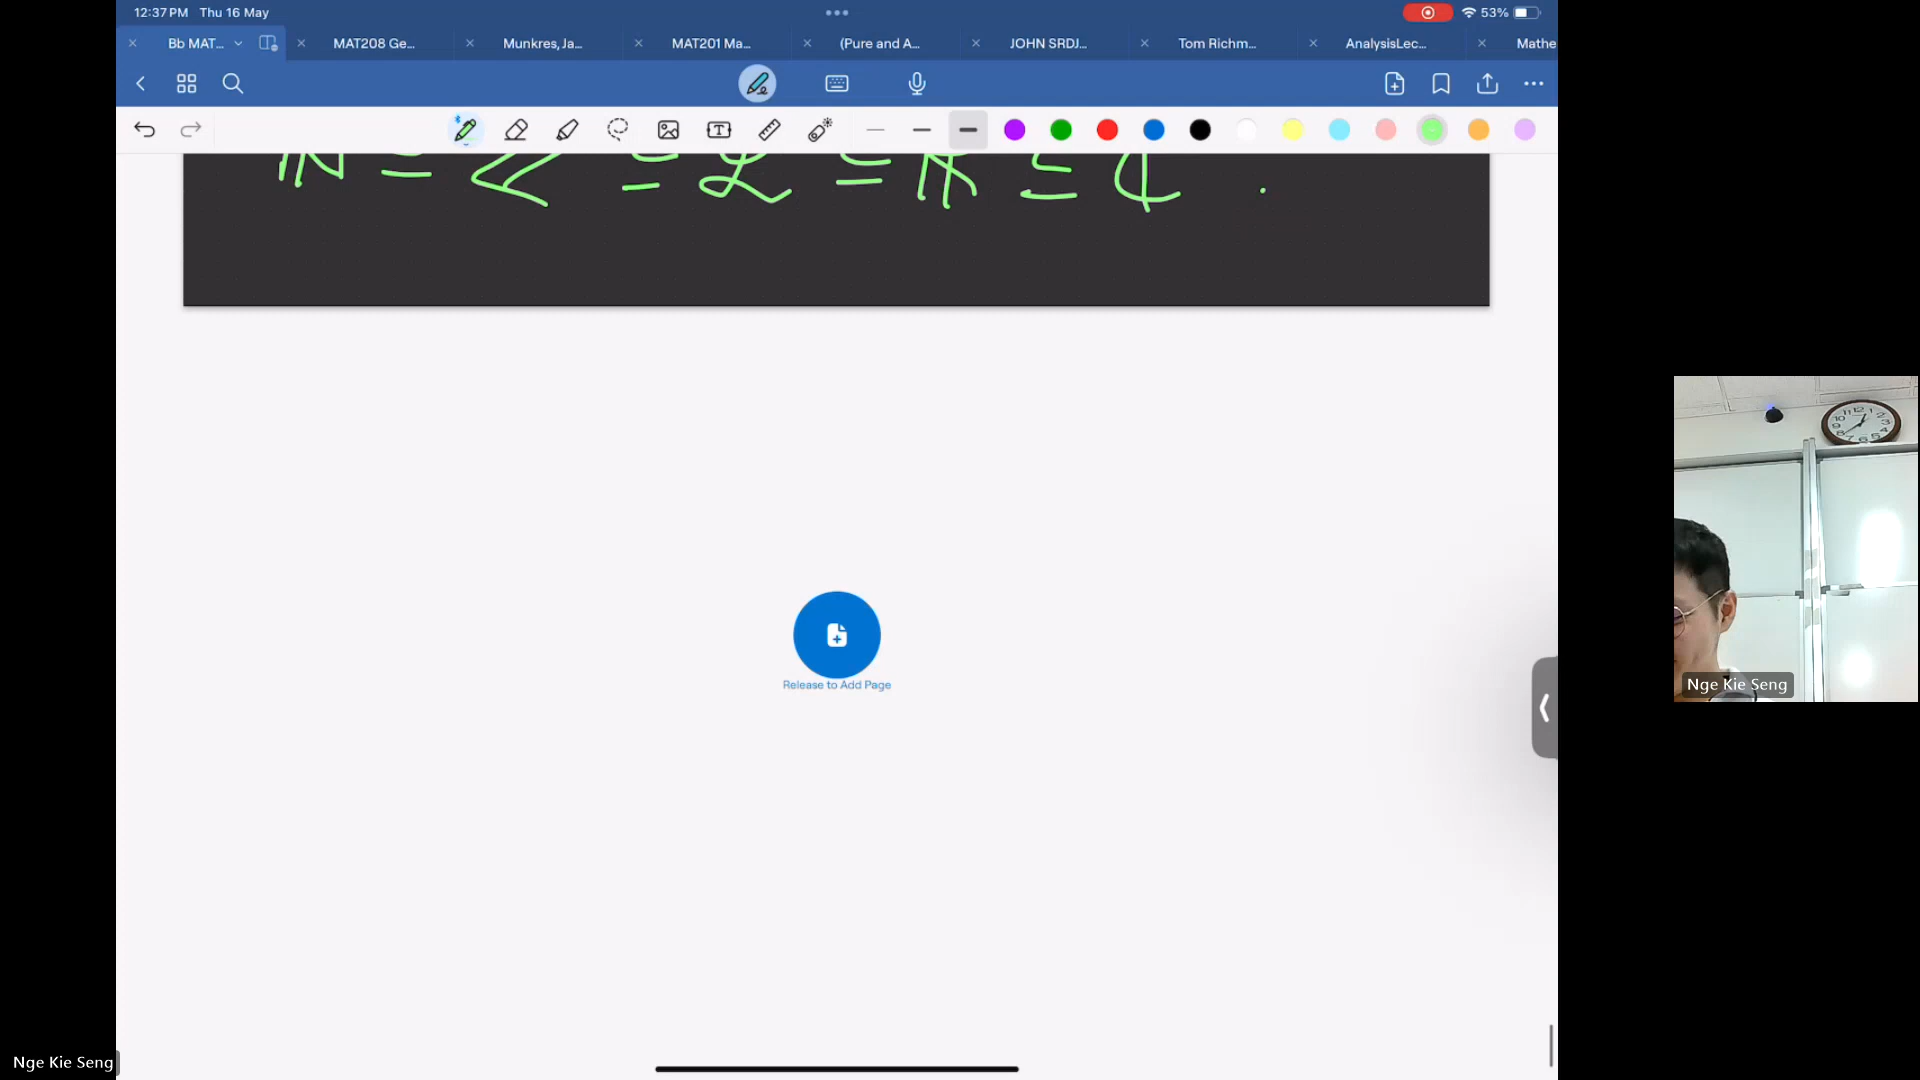 12:37 PM Thu 16 May
53%
Bb MAT...
MAT208 Ge...
Munkres, Ja...
MAT201 Ma...
(Pure and A...
JOHN SRDJ...
Tom Richm...
AnalysisLec...
Mathe
Release to Add Page
Nge Kie Seng
Nge Kie Seng